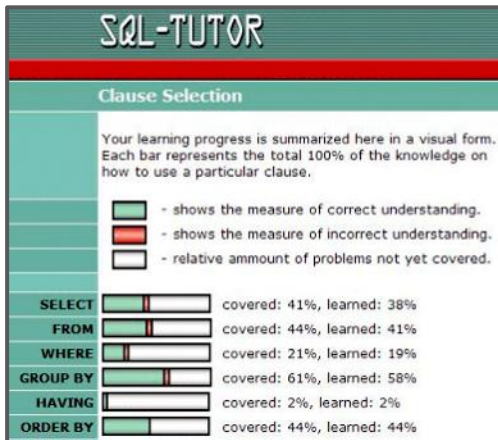 SQL-TUTOR
Clause Selection
Your learning progress is summarized here in a visual form.
Each bar represents the total 100% of the knowledge on
how to use a particular clause.
- shows the measure of correct understanding.
- shows the measure of incorrect understanding.
- relative ammount of problems not yet covered.
SELECT covered: 41%, learned: 38%
FROM covered: 44%, learned: 41%
WHERE covered: 21%, learned: 19%
GROUP BY covered: 61%, learned: 58%
HAVING covered: 2%, learned: 2%
ORDER BY covered: 44%, learned: 44%